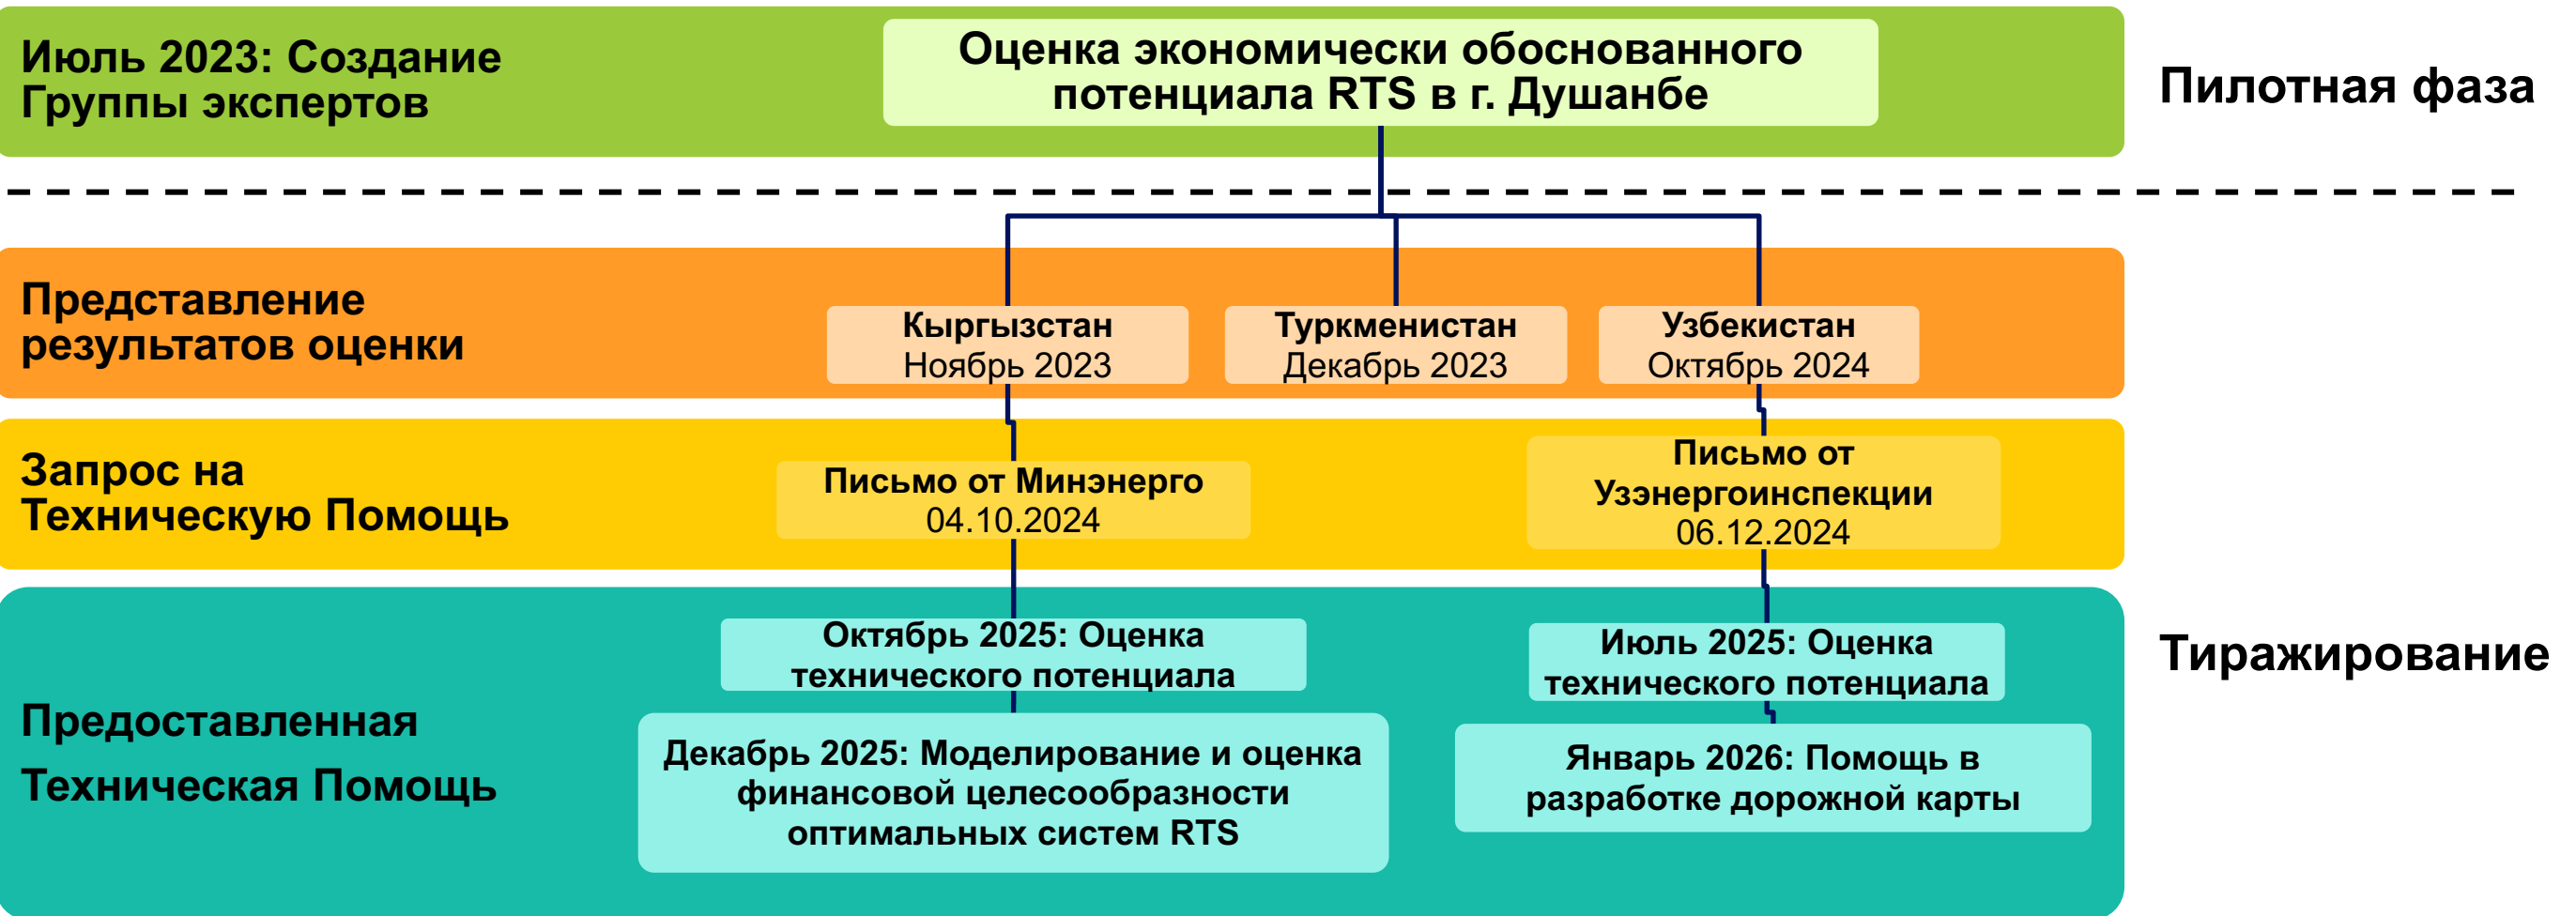 Июль 2023: Создание
Группы экспертов
Оценка экономически обоснованного
потенциала RTS в г. Душанбе
Пилотная фаза
Представление
результатов оценки
Кыргызстан
Ноябрь 2023
Туркменистан
Декабрь 2023
Узбекистан
Октябрь 2024
Запрос на
Техническую Помощь
Письмо от Минэнерго
04.10.2024
Письмо от
Узэнергоинспекции
06.12.2024
Предоставленная
Техническая Помощь
Октябрь 2025: Оценка
технического потенциала
Декабрь 2025: Моделирование и оценка
финансовой целесообразности
оптимальных систем RTS
Июль 2025: Оценка
технического потенциала
Январь 2026: Помощь в
разработке дорожной карты
Тиражирование